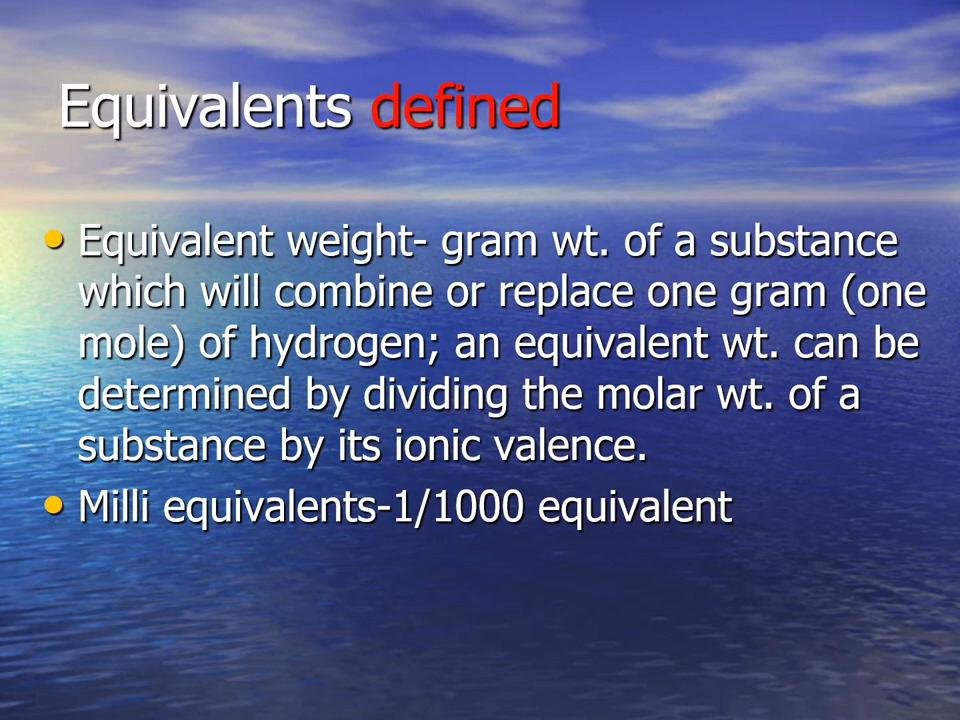 Equivalents defined
• Equivalent weight- gram wt. of a substance
which will combine or replace one gram (one
mole) of hydrogen; an equivalent wt. can be
determined by dividing the molar wt. of a
substance by its ionic valence.
• Milli equivalents-1/1000 equivalent